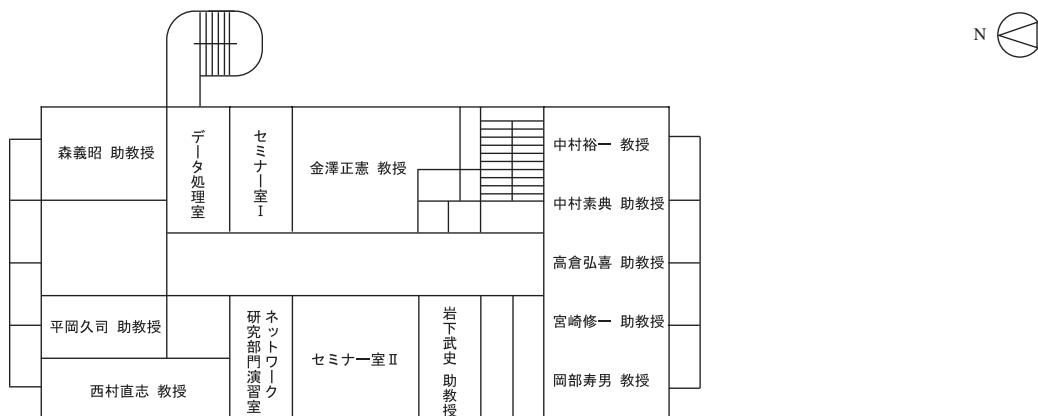 N
森義昭 助教授
データ処理室
セミナー室Ⅰ
金澤正憲 教授
中村裕一 教授
中村素典 助教授
高倉弘喜 助教授
宮崎修一 助教授
岡部寿男 教授
平岡久司 助教授
西村直志 教授
ネットワーク
研究部門演習室
セミナー室Ⅱ
岩下武史 助教授